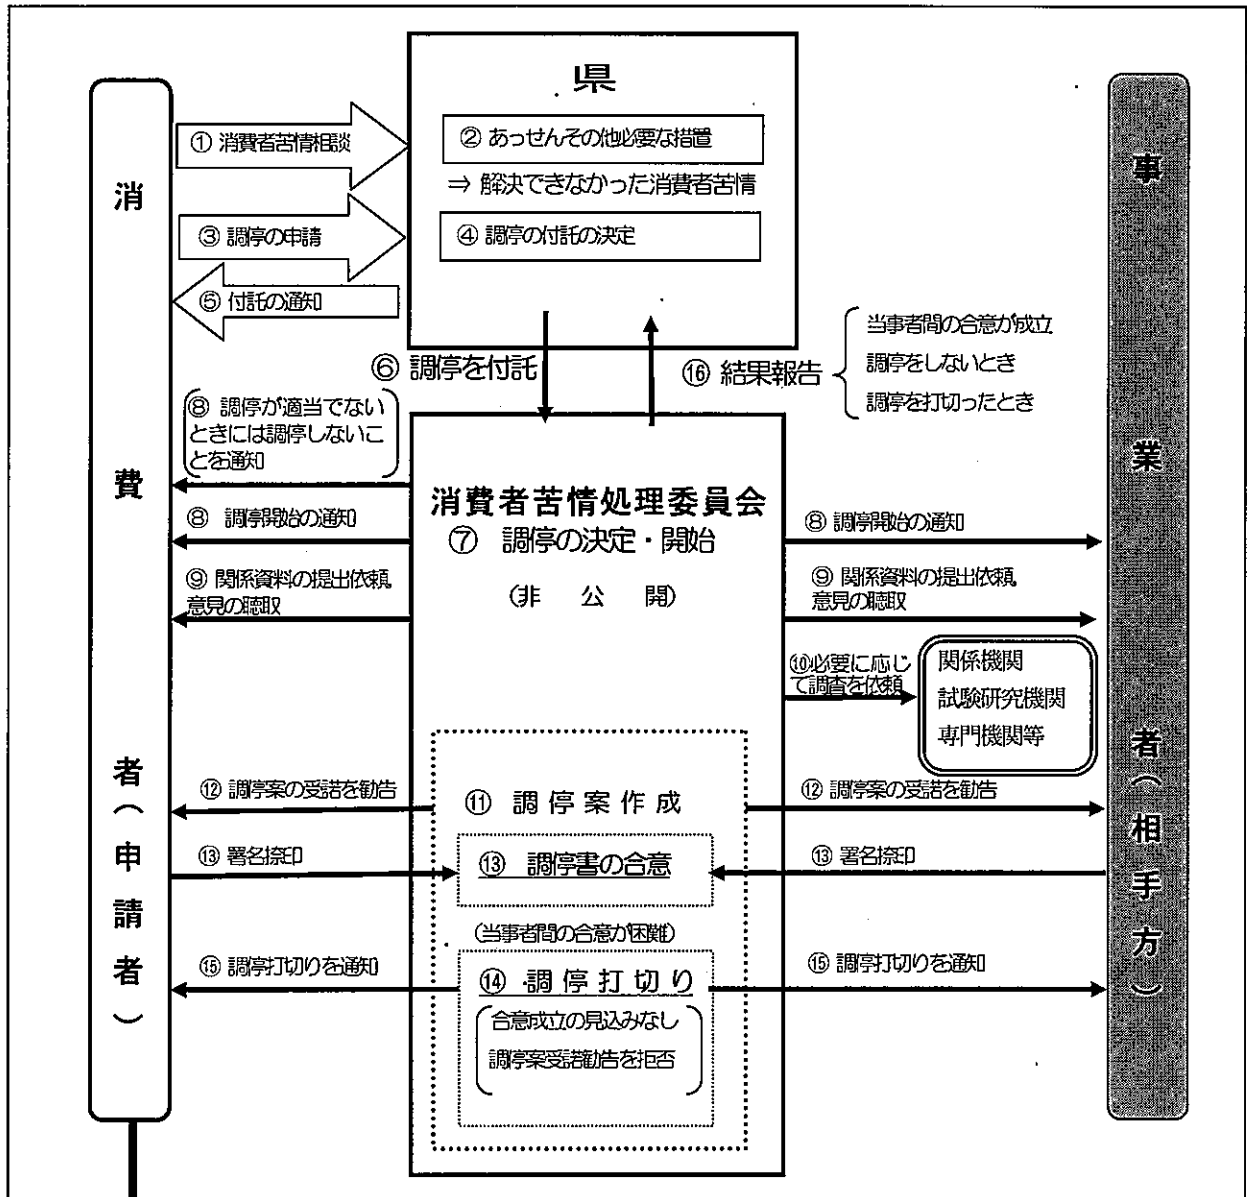 県
① 消費者苦情相談
② あっせんその他必要な措置
⇒ 解決できなかった消費者苦情
③ 調停の申請
④ 調停の付託の決定
⑤ 付託の通知
⑥ 調停を付託
⑯ 結果報告
当事者間の合意が成立
調停をしないとき
調停を打切ったとき
⑧ 調停が適当でない
ときには調停しないこ
とを通知
消費者苦情処理委員会
⑦ 調停の決定・開始
(非 公 開)
⑧ 調停開始の通知
⑧ 調停開始の通知
⑨ 関係資料の提出依頼、
意見の聴取
⑨ 関係資料の提出依頼、
意見の聴取
⑩必要に応じ
て調査を依頼
関係機関
試験研究機関
専門機関等
⑪ 調停案作成
⑫ 調停案の受諾を勧告
⑫ 調停案の受諾を勧告
⑬ 署名捺印
⑬ 調停書の合意
⑬ 署名捺印
(当事者間の合意が困難)
⑭ 調停打切り
合意成立の見込みなし
調停案受諾勧告を拒否
⑮ 調停打切りを通知
⑮ 調停打切りを通知
消費者(申請者)
事業者(相手方)